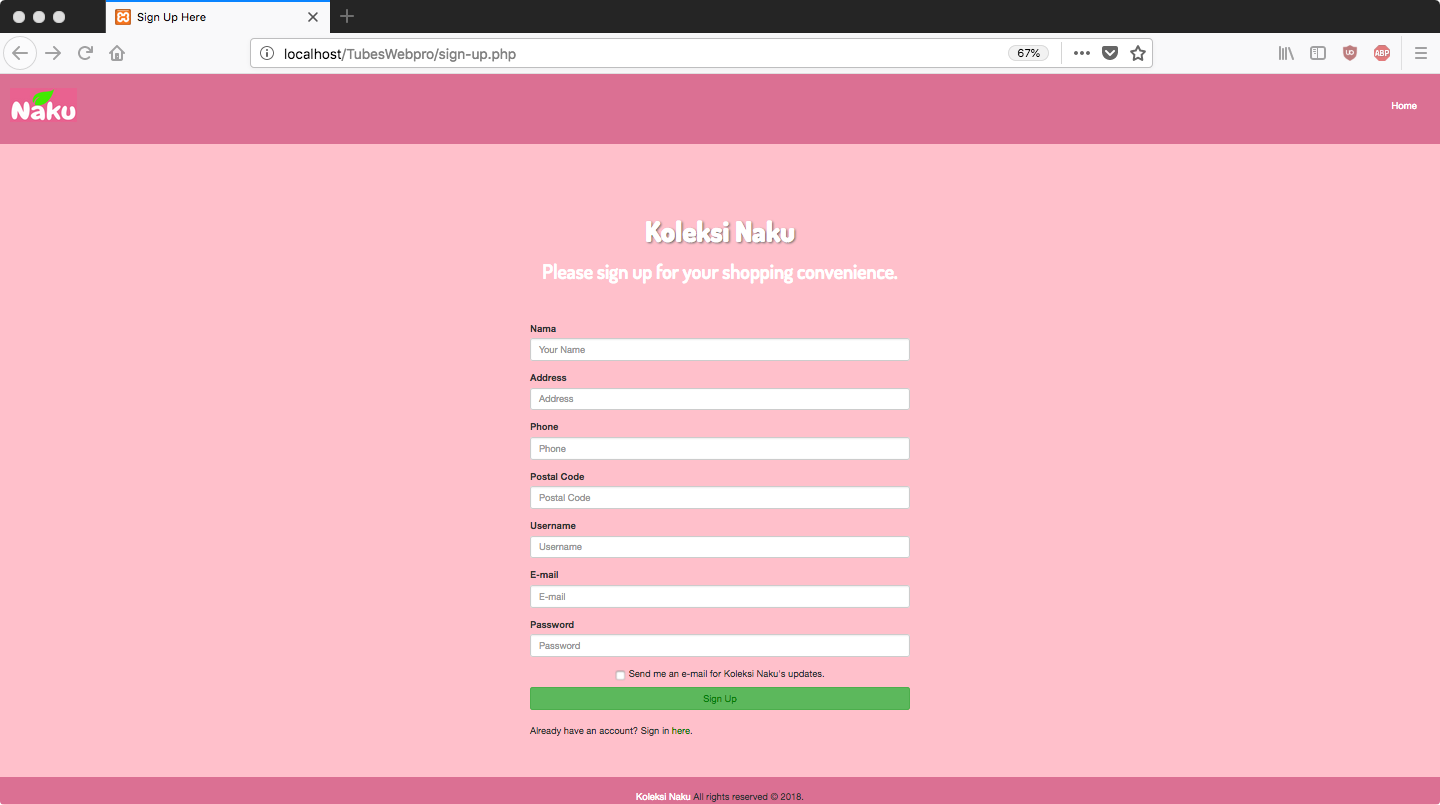 Sign Up Here
localhost/TubesWebpro/sign-up.php
67%
UD
ABP
Naku
Home
Koleksi Naku
Please sign up for your shopping convenience.
Nama
Your Name
Address
Address
Phone
Phone
Postal Code
Postal Code
Username
Username
E-mail
E-mail
Password
Password
Send me an e-mail for Koleksi Naku's updates.
Sign Up
Already have an account? Sign in here.
Koleksi Naku All rights reserved © 2018.